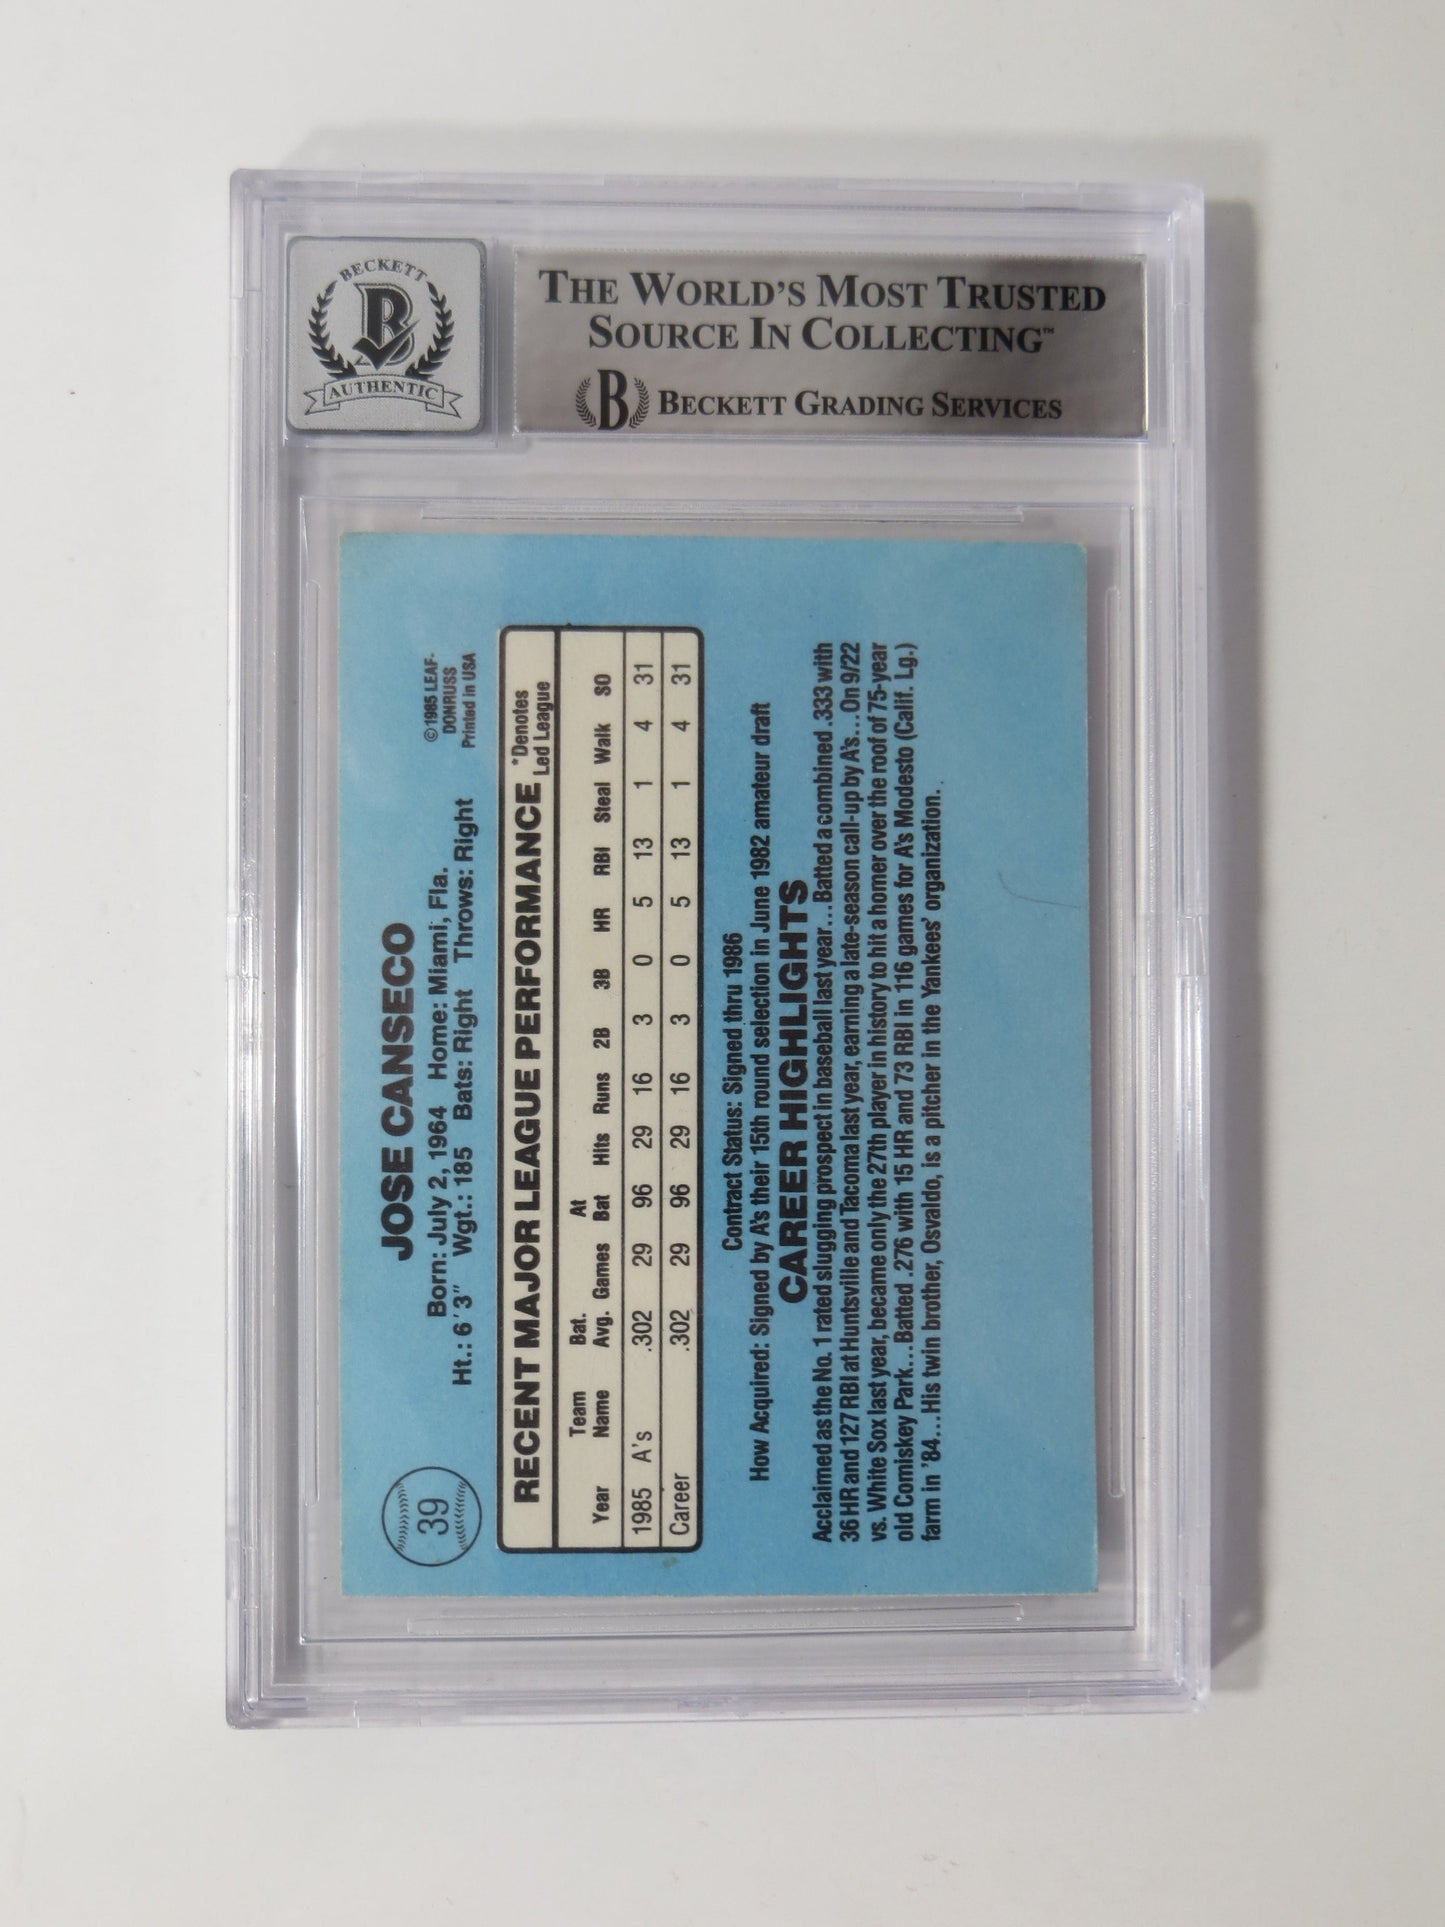 BECKETT
B
AUTHENTIC
THE WORLD'S MOST TRUSTED
SOURCE IN COLLECTING™
B BECKETT GRADING SERVICES
39
JOSE CANSECO
Born: July 2, 1964 Home: Miami, Fla.
Ht.: 6'3" Wgt.: 185 Bats: Right Throws: Right
©1985 LEAF-
DONRUSS
Printed in USA
RECENT MAJOR LEAGUE PERFORMANCE *Denotes
Led League
Year Team Name Bat. Avg. Games At Bat Hits Runs 2B 3B HR RBI Steal Walk SO
1985 A's .302 29 96 29 16 3 0 5 13 1 4 31
Career .302 29 96 29 16 3 0 5 13 1 4 31
Contract Status: Signed thru 1986
How Acquired: Signed by A's their 15th round selection in June 1982 amateur draft
CAREER HIGHLIGHTS
Acclaimed as the No. 1 rated slugging prospect in baseball last year...Batted a combined .333 with
36 HR and 127 RBI at Huntsville and Tacoma last year, earning a late-season call-up by A's...On 9/22
vs. White Sox last year, became only the 27th player in history to hit a homer over the roof of 75-year
old Comiskey Park...Batted .276 with 15 HR and 73 RBI in 116 games for A's Modesto (Calif. Lg.)
farm in '84...His twin brother, Osvaldo, is a pitcher in the Yankees' organization.